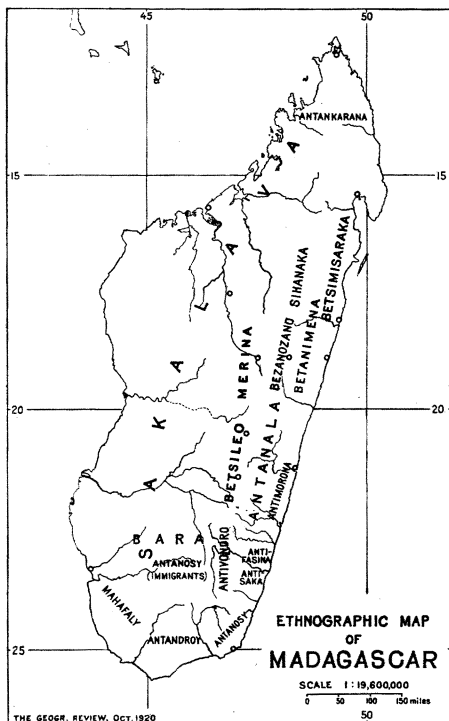 45 50
ANTANKARANA
15 15
SAKALAVA
SIHANAKA
BETSIMISARAKA
BEZANOZANO
BETANIMENA
MERINA
20 20
BETSILEO
ANTANALA
ANTIMORONA
BARA
ANTIVONDRO
ANTI-
FASINA
ANTANOSY
(IMMIGRANTS)
ANTI
SAKA
MAHAFALY
ANTANOSY
ANTANDROY
25
ETHNOGRAPHIC MAP
OF
MADAGASCAR
SCALE 1:19,600,000
0 50 100 150 miles
THE GEOGR. REVIEW, OCT. 1920
50